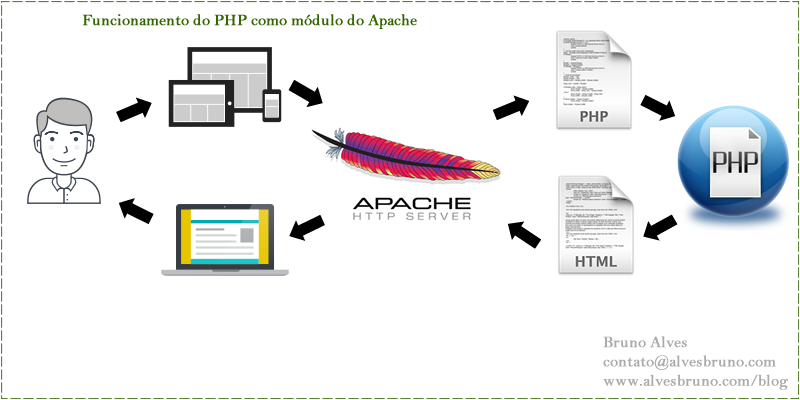 Funcionamento do PHP como módulo do Apache
PHP
PHP
APACHE
HTTP SERVER
HTML
Bruno Alves
contato@alvesbruno.com
www.alvesbruno.com/blog